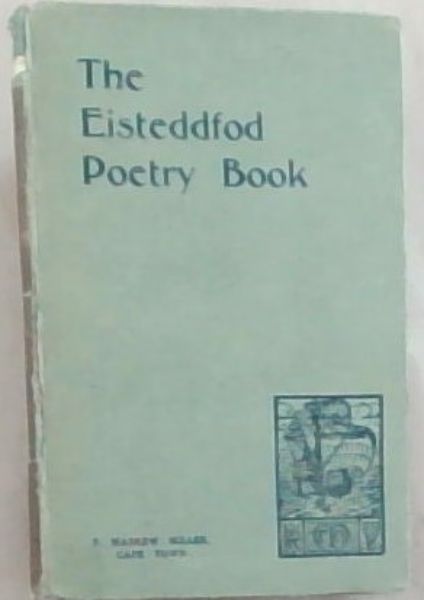 The
Eisteddfod
Poetry Book
T. MASKEW MILLER,
CAPE TOWN